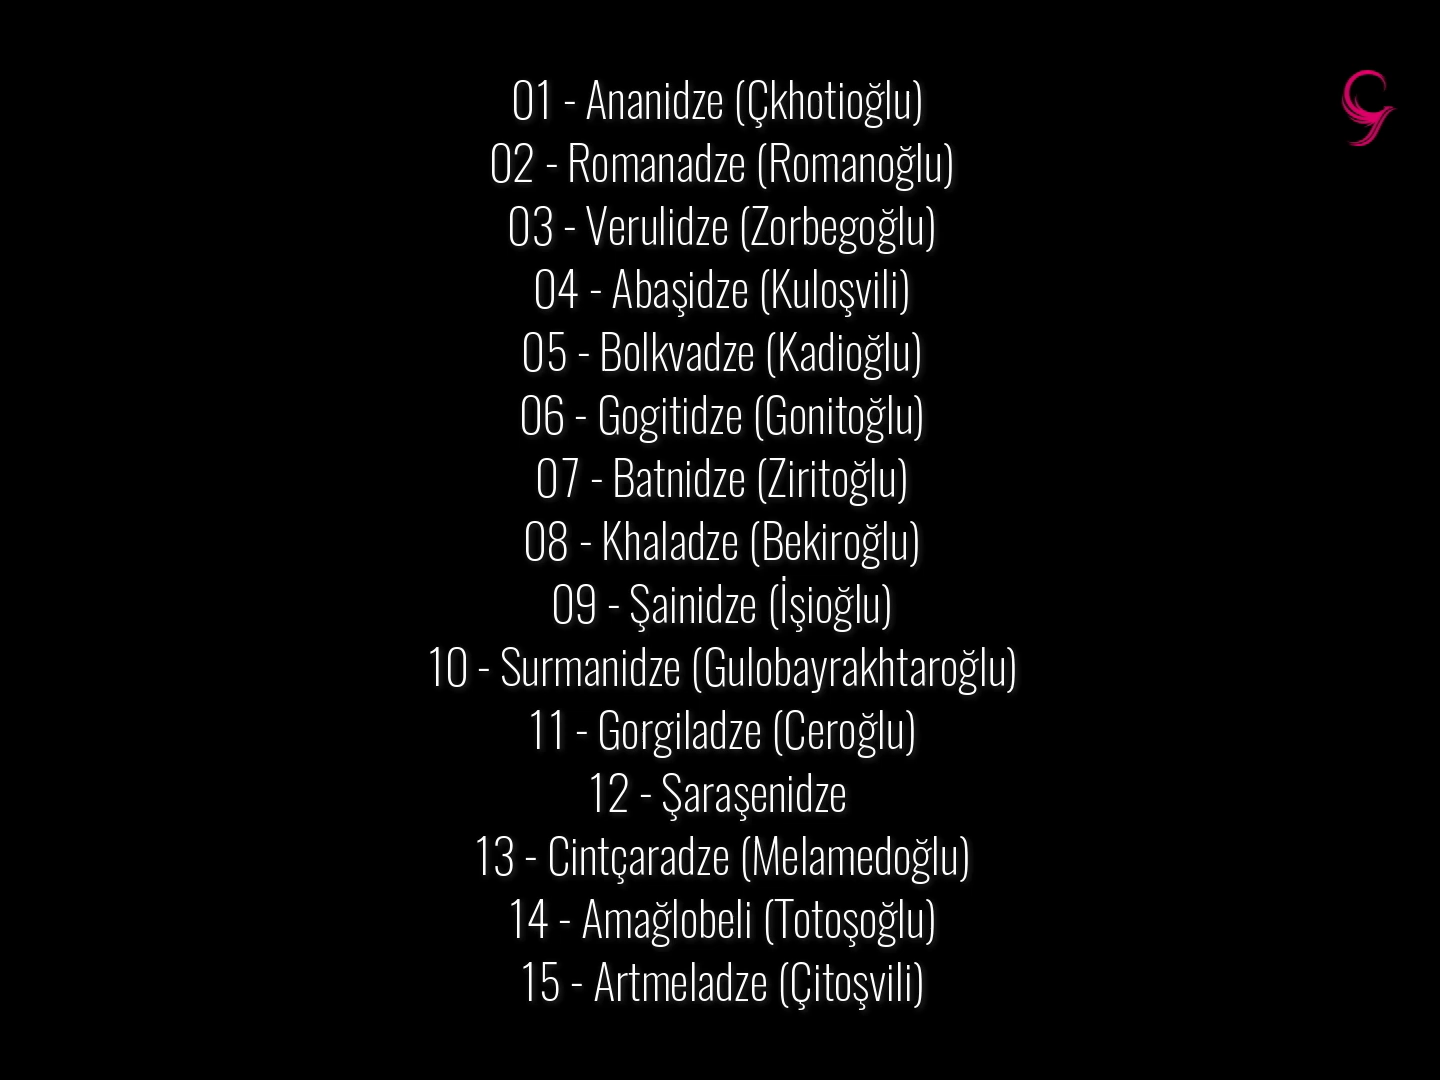 01 - Ananidze (Çkhotioğlu)
02 - Romanadze (Romanoğlu)
03 - Verulidze (Zorbegoğlu)
04 - Abaşidze (Kuloşvili)
05 - Bolkvadze (Kadioğlu)
06 - Gogitidze (Gonitoğlu)
07 - Batnidze (Ziritoğlu)
08 - Khaladze (Bekiroğlu)
09 - Şainidze (İşioğlu)
10 - Surmanidze (Gulobayrakhtaroğlu)
11 - Gorgiladze (Ceroğlu)
12 - Şaraşenidze
13 - Cintçaradze (Melamedoğlu)
14 - Amağlobeli (Totoşoğlu)
15 - Artmeladze (Çitoşvili)